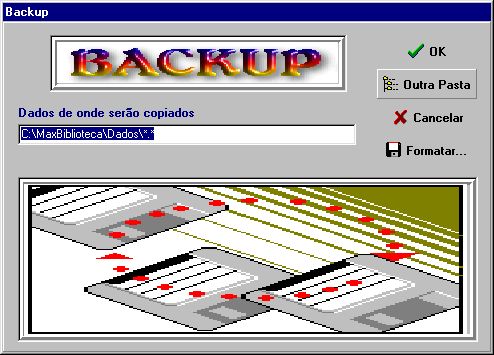 Backup
BACKUP
OK
Outra Pasta
Dados de onde serão copiados
Cancelar
C:\MaxBiblioteca\Dados\*.*
Formatar...